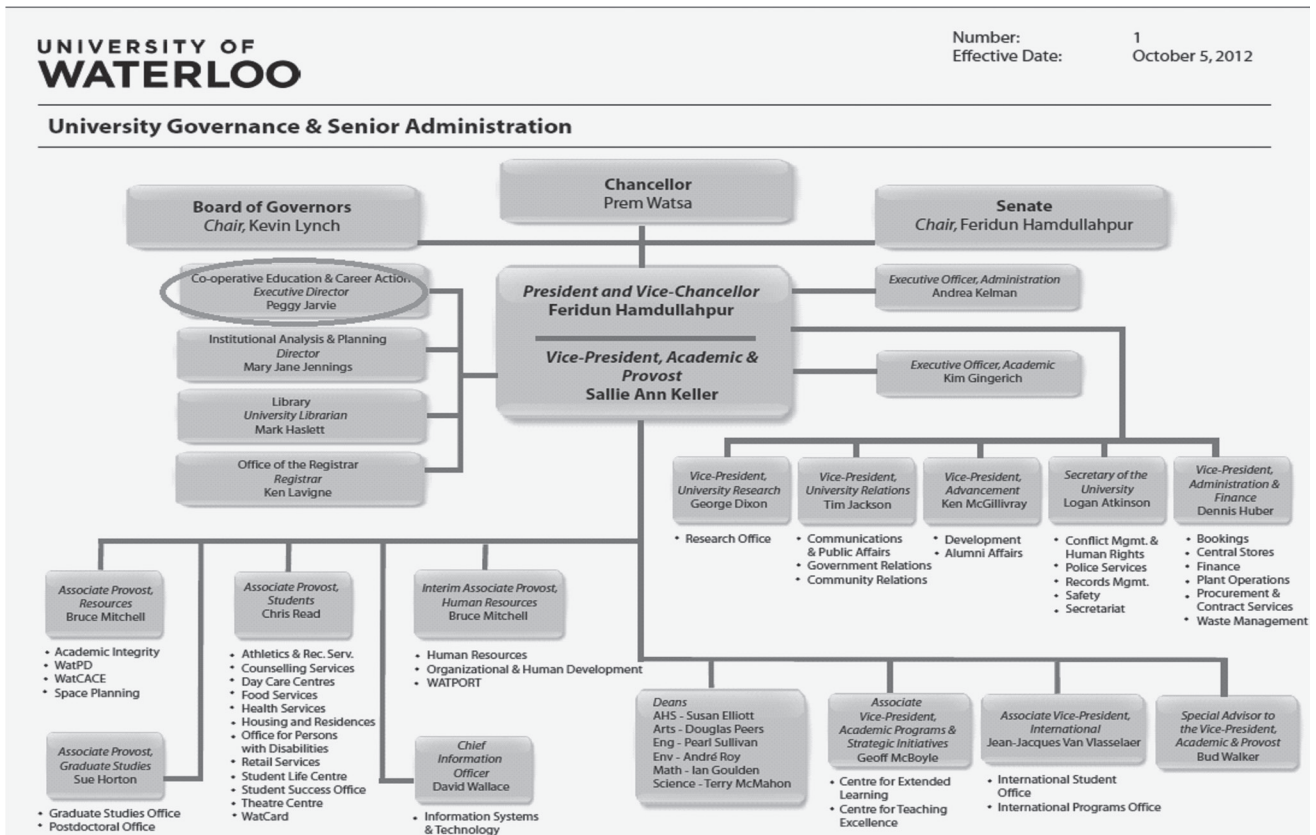 UNIVERSITY OF
WATERLOO
Number: 1
Effective Date: October 5, 2012
University Governance & Senior Administration
Chancellor
Prem Watsa
Board of Governors
Chair, Kevin Lynch
Senate
Chair, Feridun Hamdullahpur
Co-operative Education & Career Action
Executive Director
Peggy Jarvie
Institutional Analysis & Planning
Director
Mary Jane Jennings
Library
University Librarian
Mark Haslett
Office of the Registrar
Registrar
Ken Lavigne
President and Vice-Chancellor
Feridun Hamdullahpur
Vice-President, Academic &
Provost
Sallie Ann Keller
Executive Officer, Administration
Andrea Kelman
Executive Officer, Academic
Kim Gingerich
Vice-President,
University Research
George Dixon
• Research Office
Vice-President,
University Relations
Tim Jackson
• Communications
& Public Affairs
• Government Relations
• Community Relations
Vice-President,
Advancement
Ken McGillivray
• Development
• Alumni Affairs
Secretary of the
University
Logan Atkinson
• Conflict Mgmt. &
Human Rights
• Police Services
• Records Mgmt.
• Safety
• Secretariat
Vice-President,
Administration &
Finance
Dennis Huber
• Bookings
• Central Stores
• Finance
• Plant Operations
• Procurement &
Contract Services
• Waste Management
Associate Provost,
Resources
Bruce Mitchell
• Academic Integrity
• WatPD
• WatCACE
• Space Planning
Associate Provost,
Graduate Studies
Sue Horton
• Graduate Studies Office
• Postdoctoral Office
Associate Provost,
Students
Chris Read
• Athletics & Rec. Serv.
• Counselling Services
• Day Care Centres
• Food Services
• Health Services
• Housing and Residences
• Office for Persons
with Disabilities
• Retail Services
• Student Life Centre
• Student Success Office
• Theatre Centre
• WatCard
Interim Associate Provost,
Human Resources
Bruce Mitchell
• Human Resources
• Organizational & Human Development
• WATPORT
Chief
Information
Officer
David Wallace
• Information Systems
& Technology
Deans
AHS - Susan Elliott
Arts - Douglas Peers
Eng - Pearl Sullivan
Env - André Roy
Math - Ian Goulden
Science - Terry McMahon
Associate
Vice-President,
Academic Programs &
Strategic Initiatives
Geoff McBoyle
• Centre for Extended
Learning
• Centre for Teaching
Excellence
Associate Vice-President,
International
Jean-Jacques Van Vlasselaer
• International Student
Office
• International Programs Office
Special Advisor to
the Vice-President,
Academic & Provost
Bud Walker